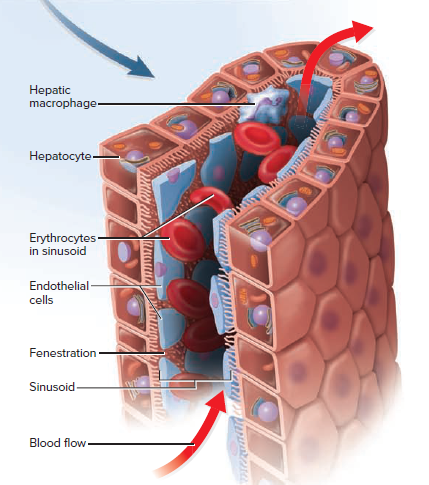 Hepatic
macrophage
Hepatocyte
Erythrocytes
in sinusoid
Endothelial
cells
Fenestration
Sinusoid
Blood flow